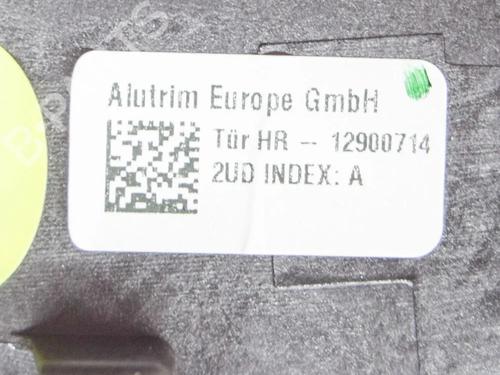 Alutrim Europe GmbH
Tür HR – 12900714
2UD INDEX: A